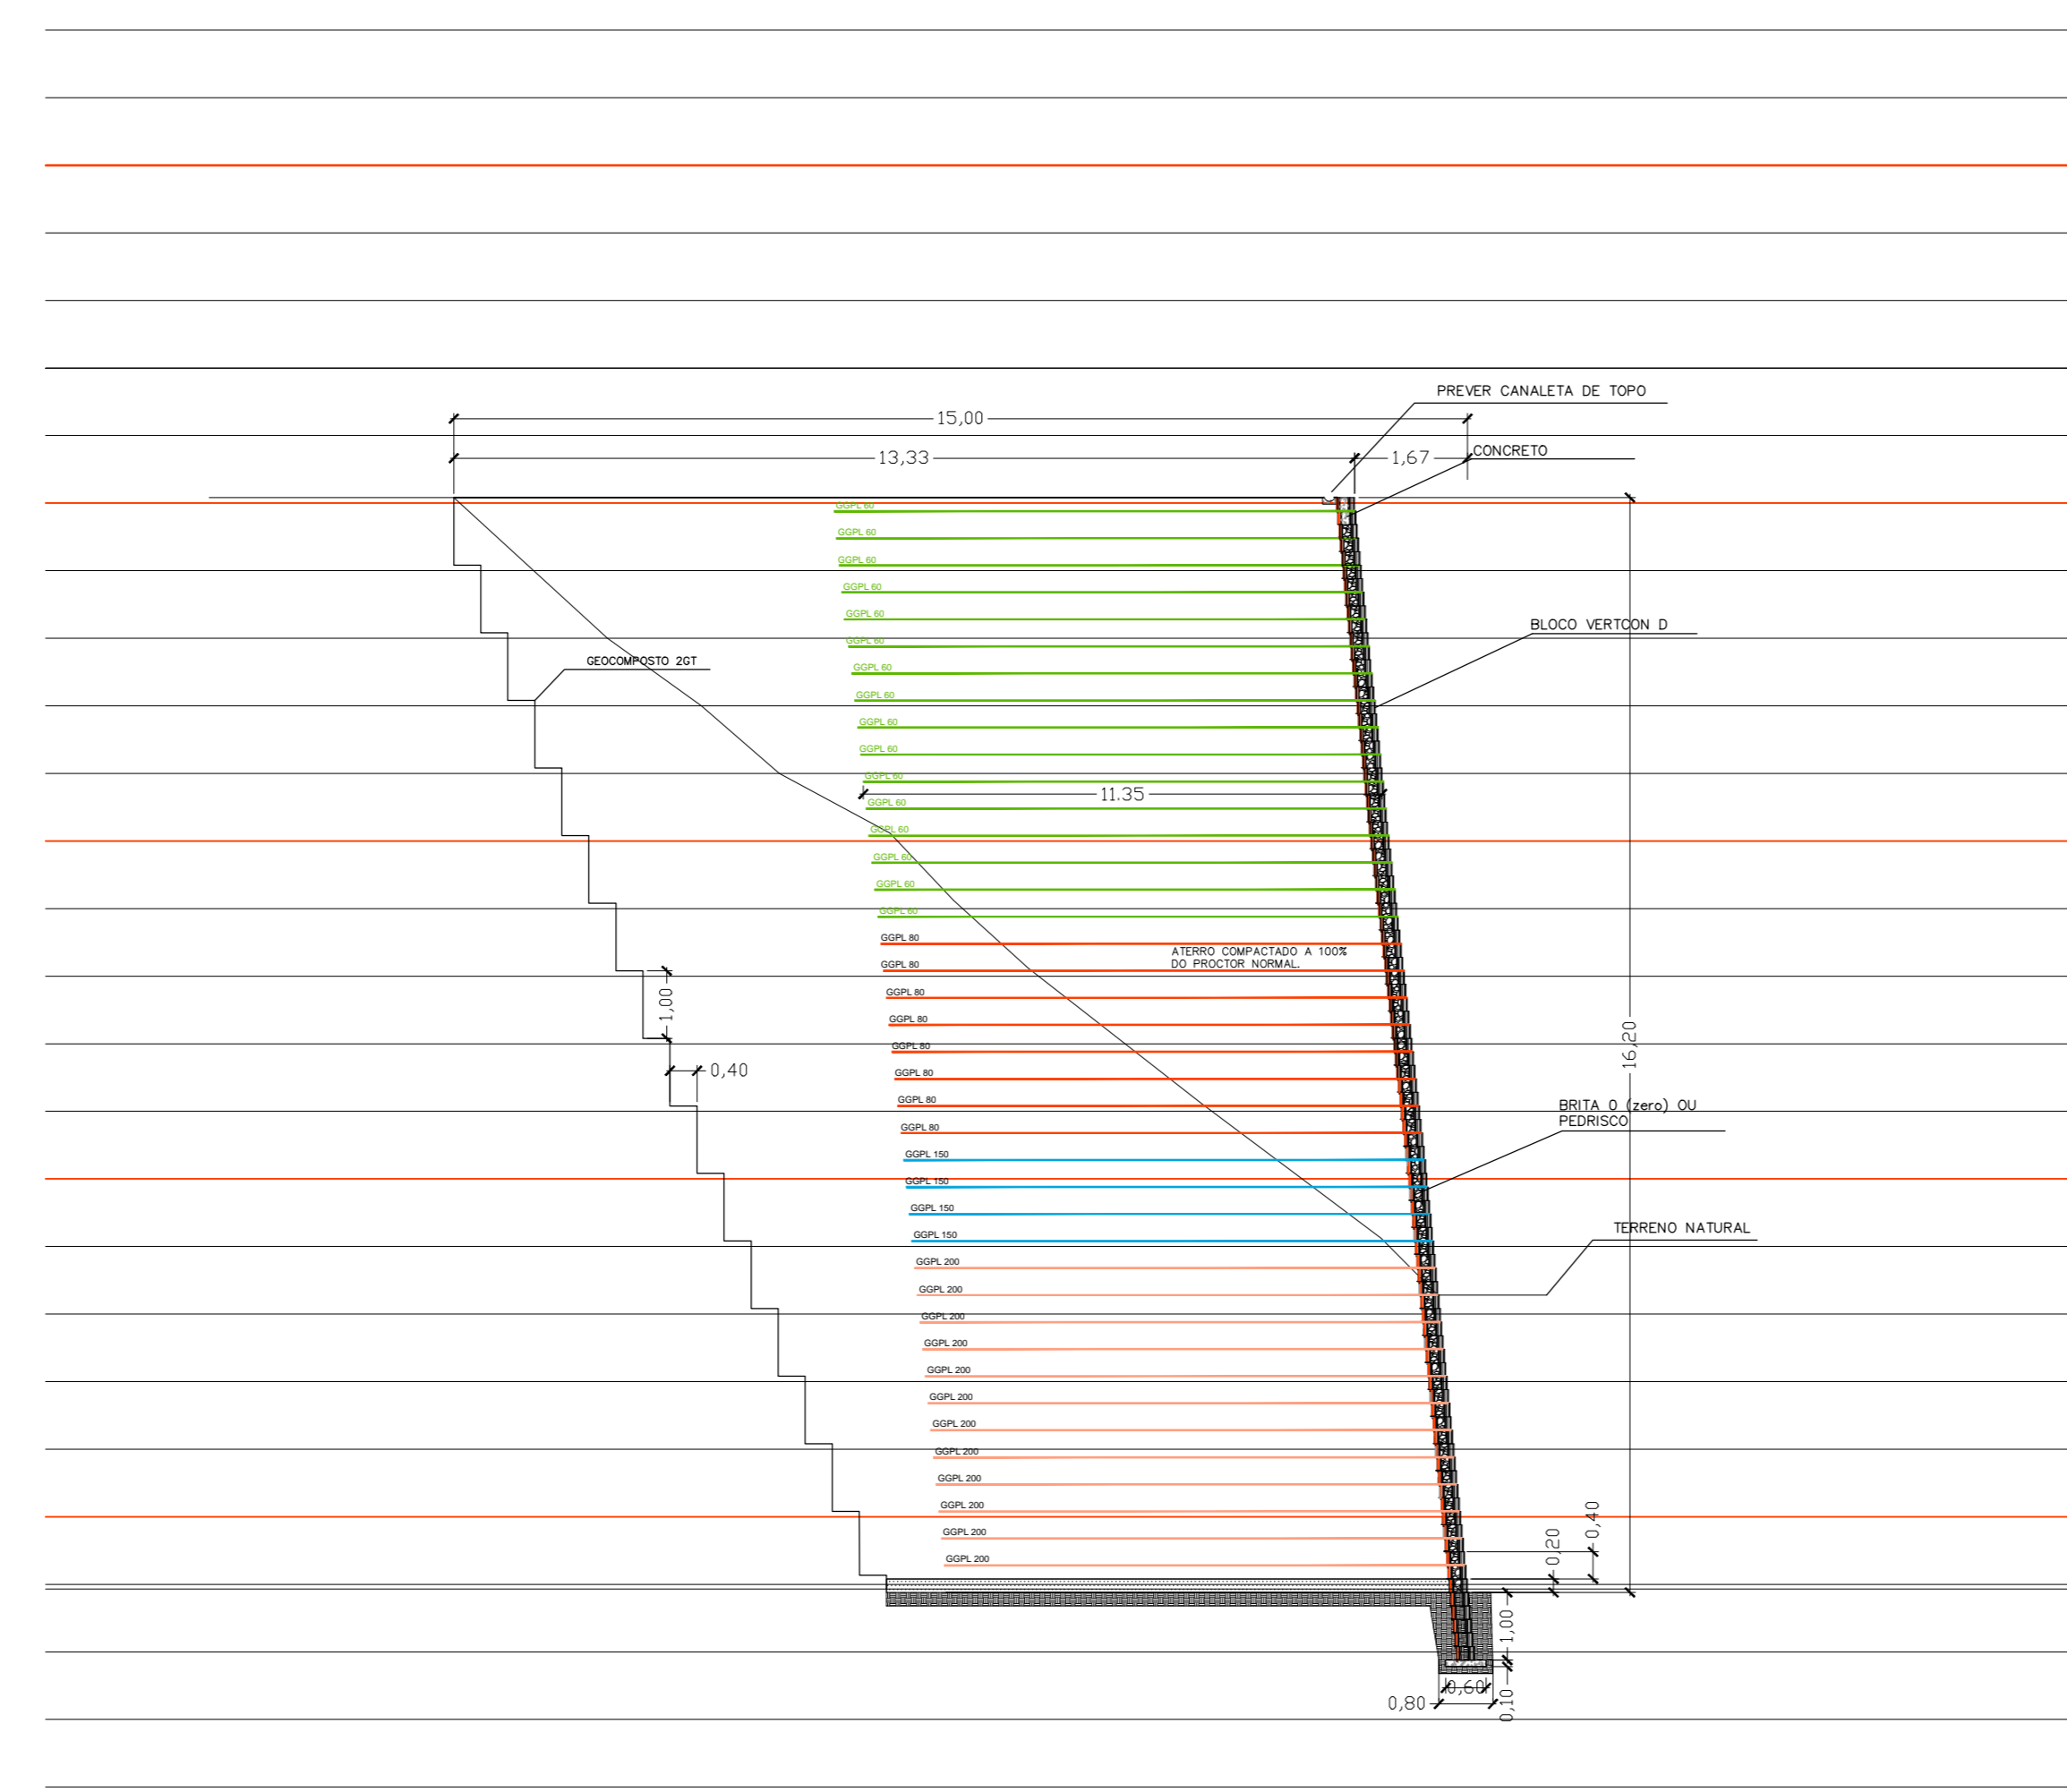 PREVER CANALETA DE TOPO
15,00
CONCRETO
13,33
1,67
GGPL 60
GGPL 60
GGPL 60
GGPL 60
GGPL 60
BLOCO VERTCON D
GGPL 60
GEOCOMPOSTO 2GT
GGPL 60
GGPL 60
GGPL 60
GGPL 60
GGPL 60
11.35
GGPL 60
GGPL 60
GGPL 60
GGPL 60
GGPL 60
GGPL 80
ATERRO COMPACTADO A 100%
DO PROCTOR NORMAL.
GGPL 80
GGPL 80
1,00
GGPL 80
16,20
GGPL 80
0,40
GGPL 80
GGPL 80
BRITA 0 (zero) OU
PEDRISCO
GGPL 80
GGPL 150
GGPL 150
GGPL 150
TERRENO NATURAL
GGPL 150
GGPL 200
GGPL 200
GGPL 200
GGPL 200
GGPL 200
GGPL 200
GGPL 200
GGPL 200
GGPL 200
GGPL 200
0,40
GGPL 200
0,20
GGPL 200
1,00
0,60
0,80
0,10